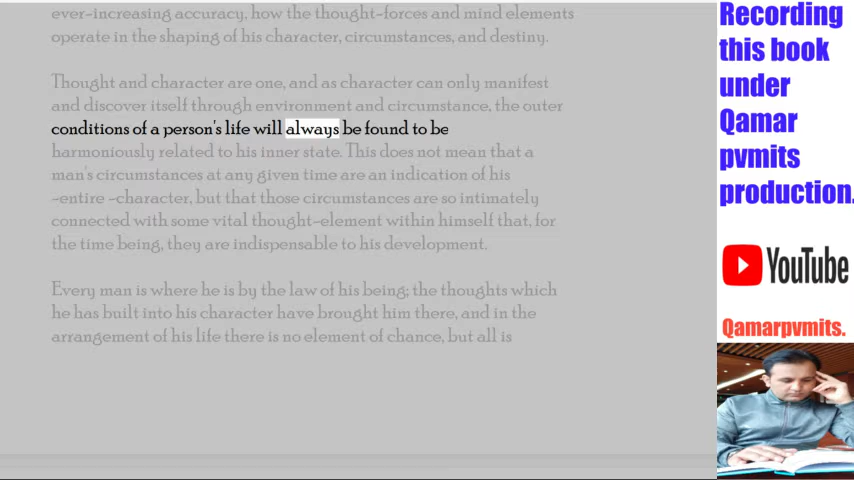 ever-increasing accuracy, how the thought-forces and mind elements
operate in the shaping of his character, circumstances, and destiny.
Thought and character are one, and as character can only manifest
and discover itself through environment and circumstance, the outer
conditions of a person's life will always be found to be
harmoniously related to his inner state. This does not mean that a
man's circumstances at any given time are an indication of his
-entire -character, but that those circumstances are so intimately
connected with some vital thought-element within himself that, for
the time being, they are indispensable to his development.
Every man is where he is by the law of his being; the thoughts which
he has built into his character have brought him there, and in the
arrangement of his life there is no element of chance, but all is
Recording
this book
under
Qamar
pvmits
production.
YouTube
Qamarpvmits.